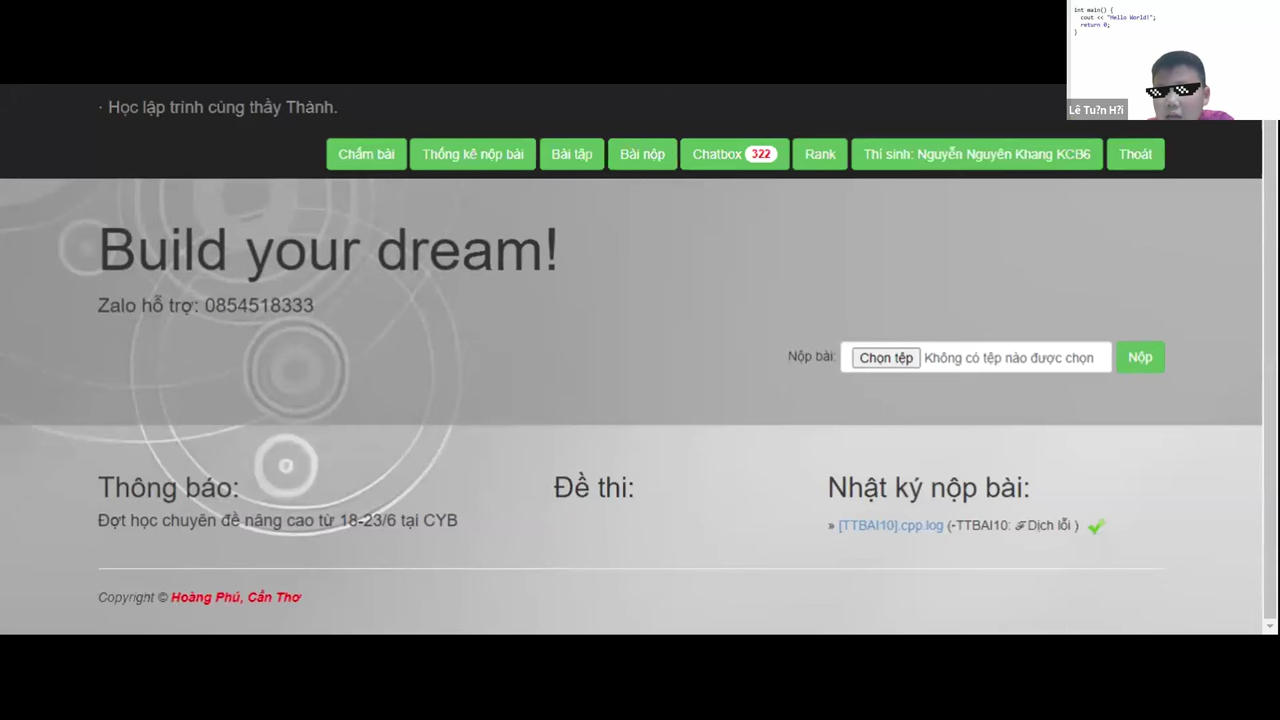 int main() {
cout << "Hello World!";
return 0;
}
Lê Tu?n H?i
· Học lập trình cùng thầy Thành.
Chấm bài Thống kê nộp bài Bài tập Bài nộp Chatbox 322 Rank Thí sinh: Nguyễn Nguyên Khang KCB6 Thoát
Build your dream!
Zalo hỗ trợ: 0854518333
Nộp bài: Chọn tệp Không có tệp nào được chọn Nộp
Thông báo:
Đợt học chuyên đề nâng cao từ 18-23/6 tại CYB
Đề thi:
Nhật ký nộp bài:
» [TTBAI10].cpp.log (-TTBAI10: ℱ Dịch lỗi )
Copyright © Hoàng Phú, Cần Thơ